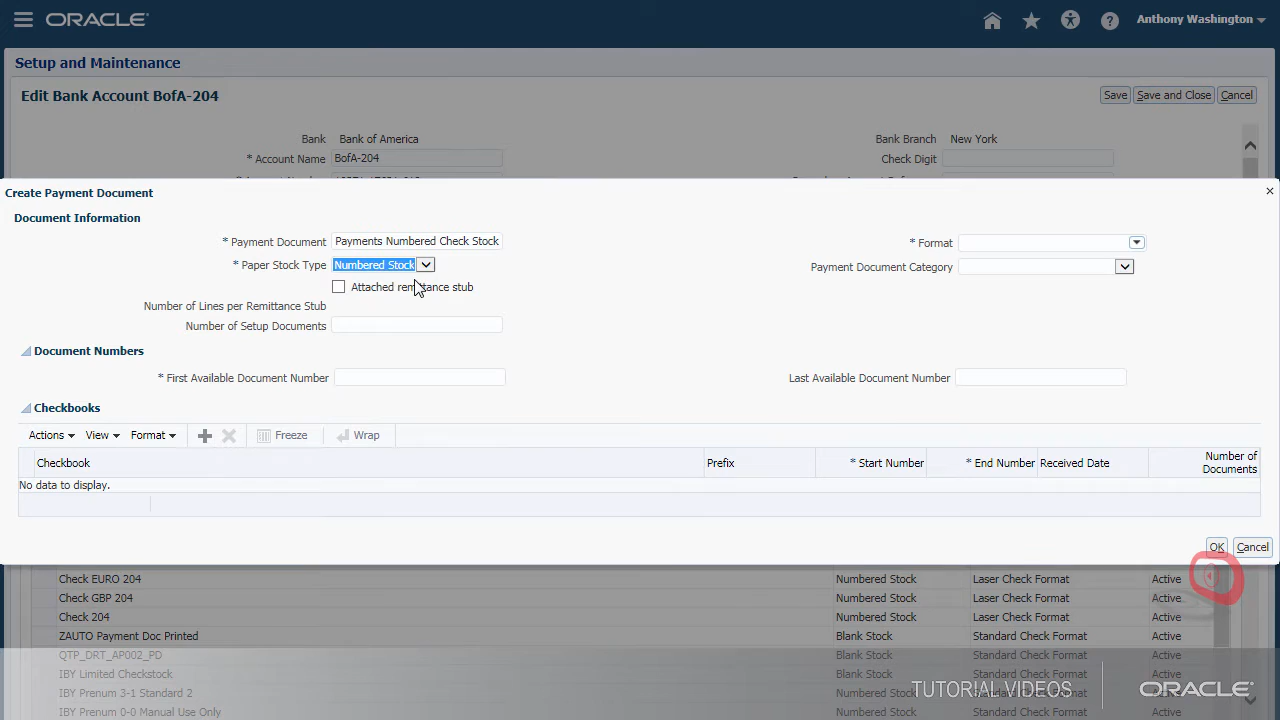 ORACLE
Anthony Washington
Setup and Maintenance
Edit Bank Account BofA-204
Save Save and Close Cancel
Bank Bank of America Bank Branch New York
* Account Name BofA-204 Check Digit
Create Payment Document
Document Information
* Payment Document Payments Numbered Check Stock * Format
* Paper Stock Type Numbered Stock Payment Document Category
Attached remittance stub
Number of Lines per Remittance Stub
Number of Setup Documents
Document Numbers
* First Available Document Number Last Available Document Number
Checkbooks
Actions View Format Freeze Wrap
Checkbook Prefix * Start Number * End Number Received Date Number of Documents
No data to display.
OK Cancel
Check EURO 204 Numbered Stock Laser Check Format Active
Check GBP 204 Numbered Stock Laser Check Format Active
Check 204 Numbered Stock Laser Check Format Active
ZAUTO Payment Doc Printed Blank Stock Standard Check Format Active
QTP_DRT_AP002_PD Blank Stock Standard Check Format Active
IBY Limited Checkstock Blank Stock Standard Check Format Active
IBY Prenum 3-1 Standard 2 Numbered Stock Standard Check Format Active
IBY Prenum 0-0 Manual Use Only Numbered Stock Standard Check Format Active
TUTORIAL VIDEOS ORACLE